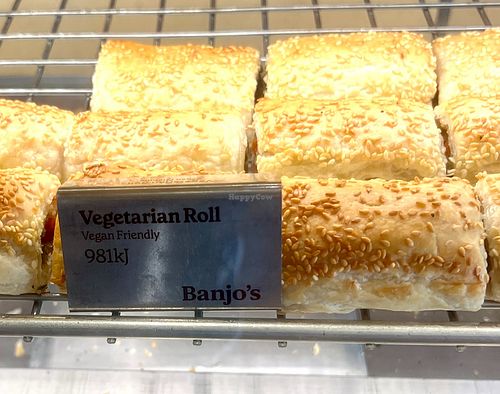 HappyCow
Vegetarian Roll
Vegan Friendly
981kJ
Banjo's